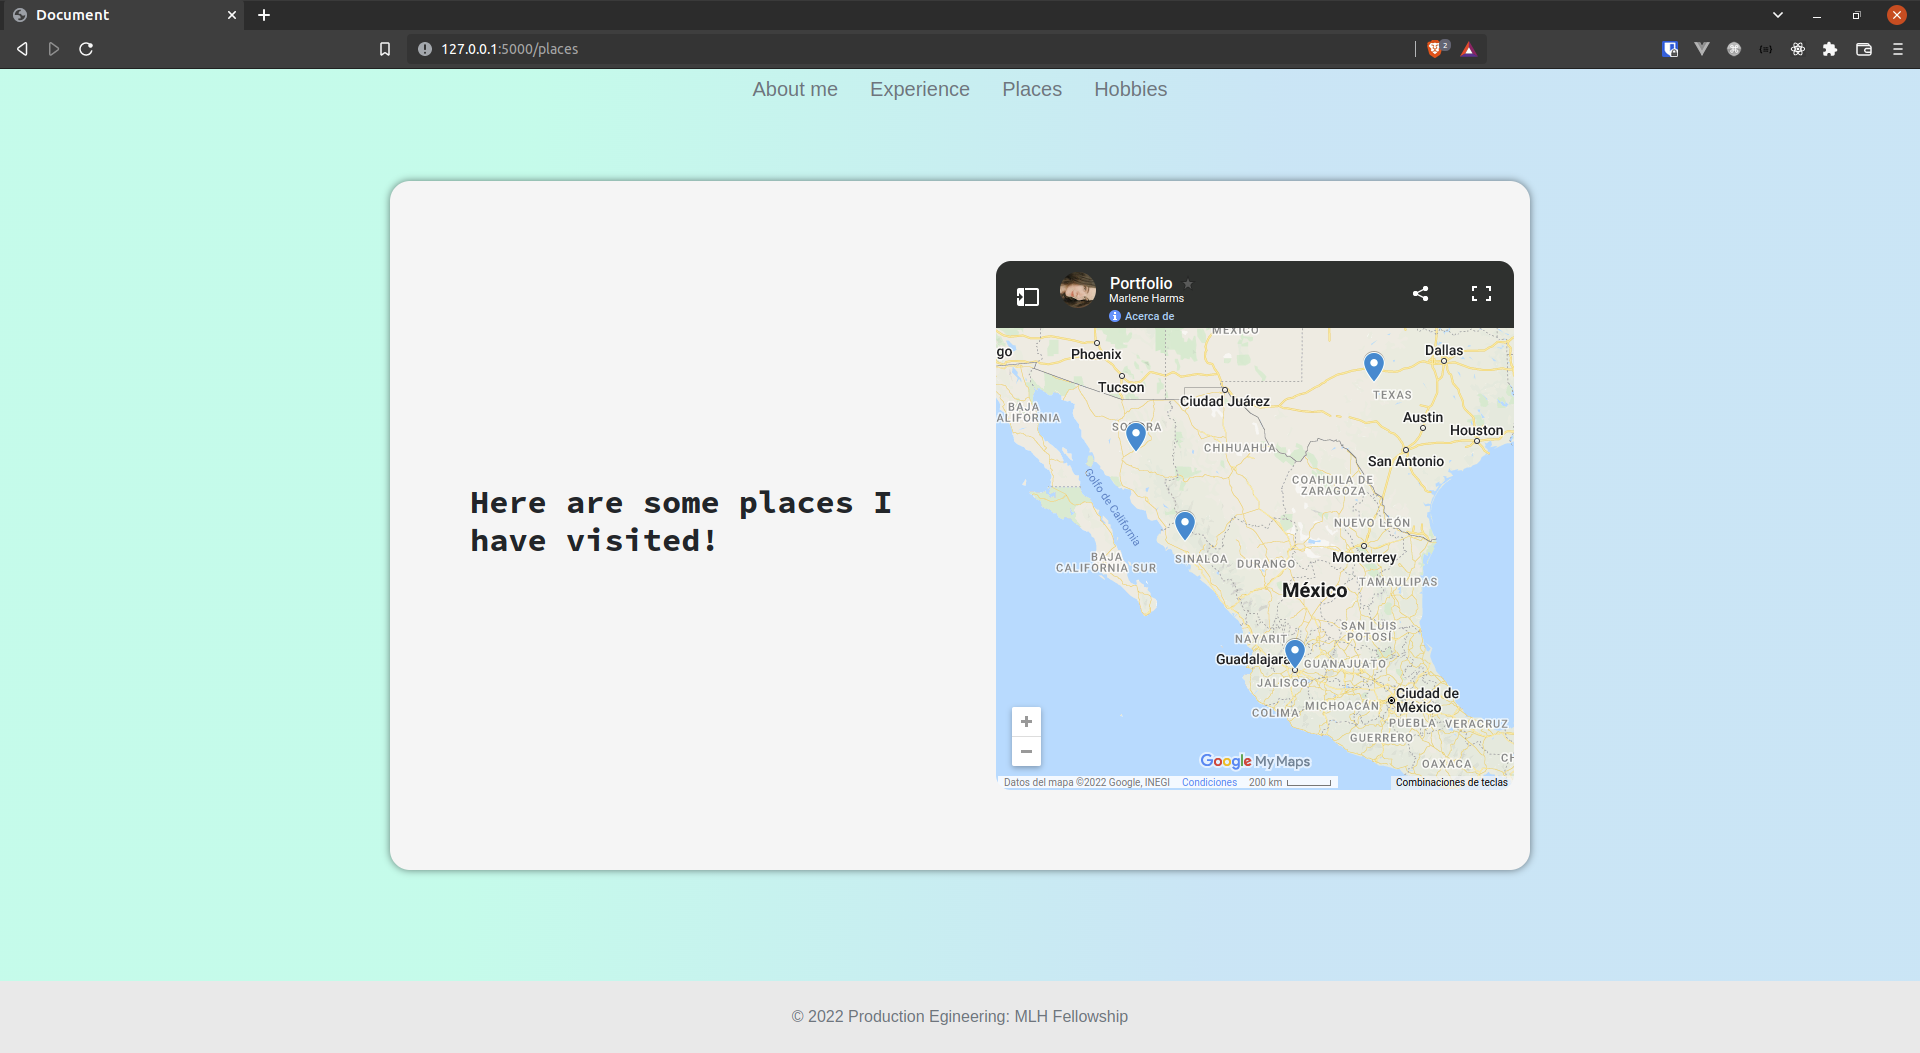 Document
127.0.0.1:5000/places
2
About me Experience Places Hobbies
Here are some places I
have visited!
Portfolio
Marlene Harms
Acerca de
MEXICO
go
Phoenix
Dallas
Tucson
Ciudad Juárez
TEXAS
BAJA
ALIFORNIA
Austin
SONORA
Houston
CHIHUAHUA
San Antonio
COAHUILA DE
ZARAGOZA
Golfo de California
NUEVO LEÓN
BAJA
CALIFORNIA SUR
SINALOA
DURANGO
Monterrey
TAMAULIPAS
México
SAN LUIS
POTOSÍ
NAYARIT
Guadalajara
GUANAJUATO
JALISCO
Ciudad de
México
COLIMA
MICHOACÁN
PUEBLA
VERACRUZ
GUERRERO
OAXACA
CH
Google My Maps
Datos del mapa ©2022 Google, INEGI Condiciones 200 km Combinaciones de teclas
© 2022 Production Egineering: MLH Fellowship